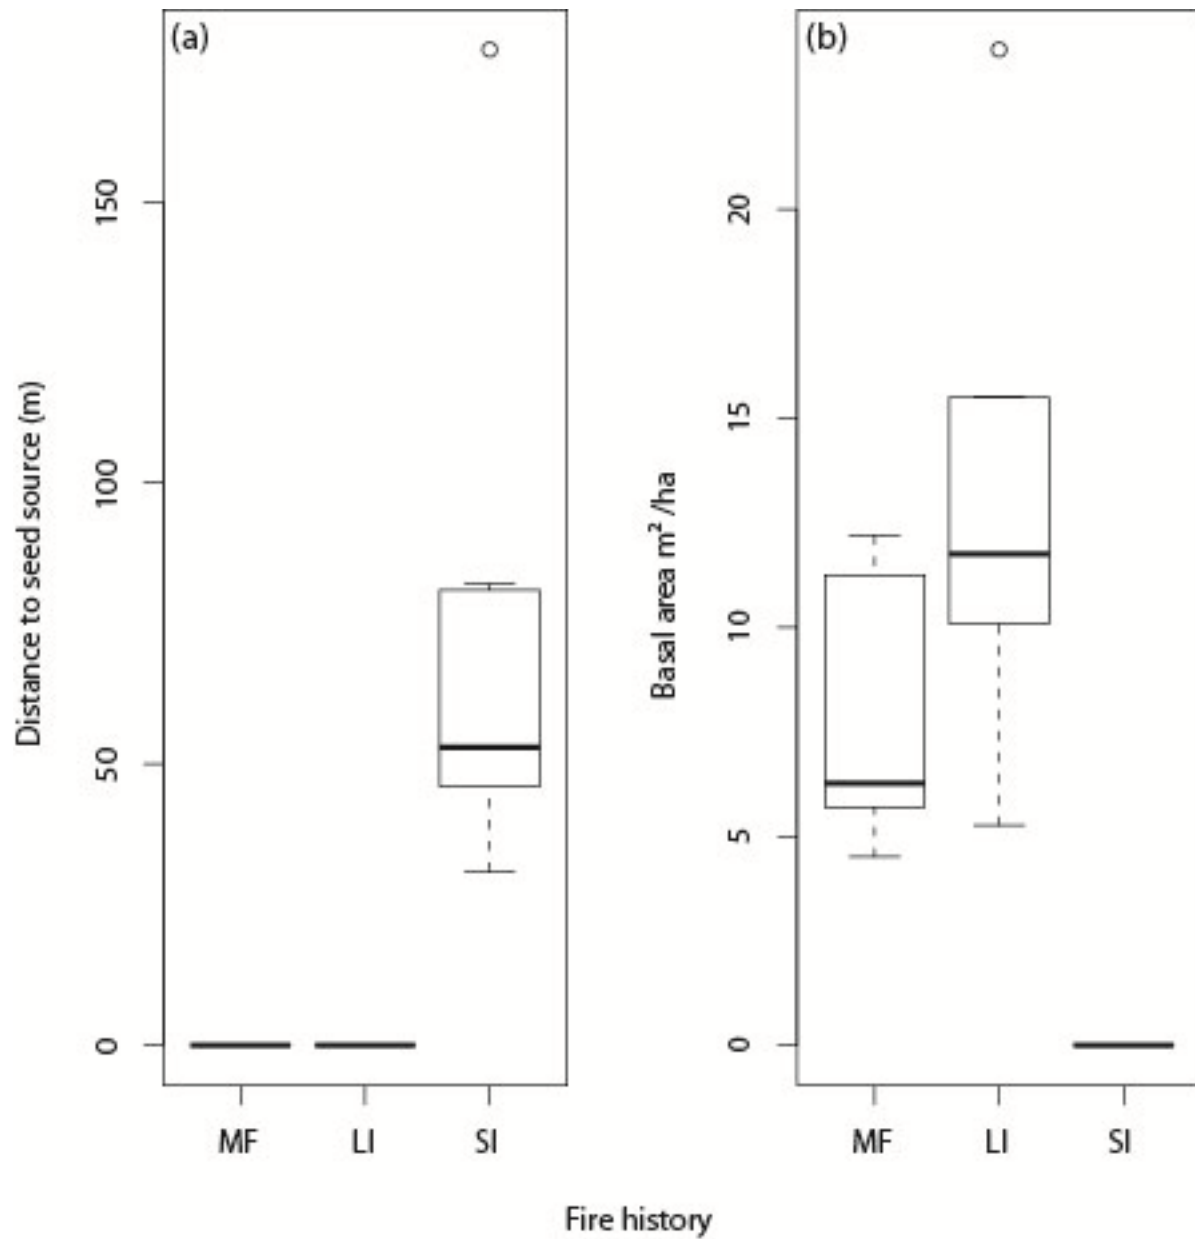 (a)
Distance to seed source (m)
150
100
50
0
MF LI SI
(b)
Basal area m² /ha
20
15
10
5
0
MF LI SI
Fire history